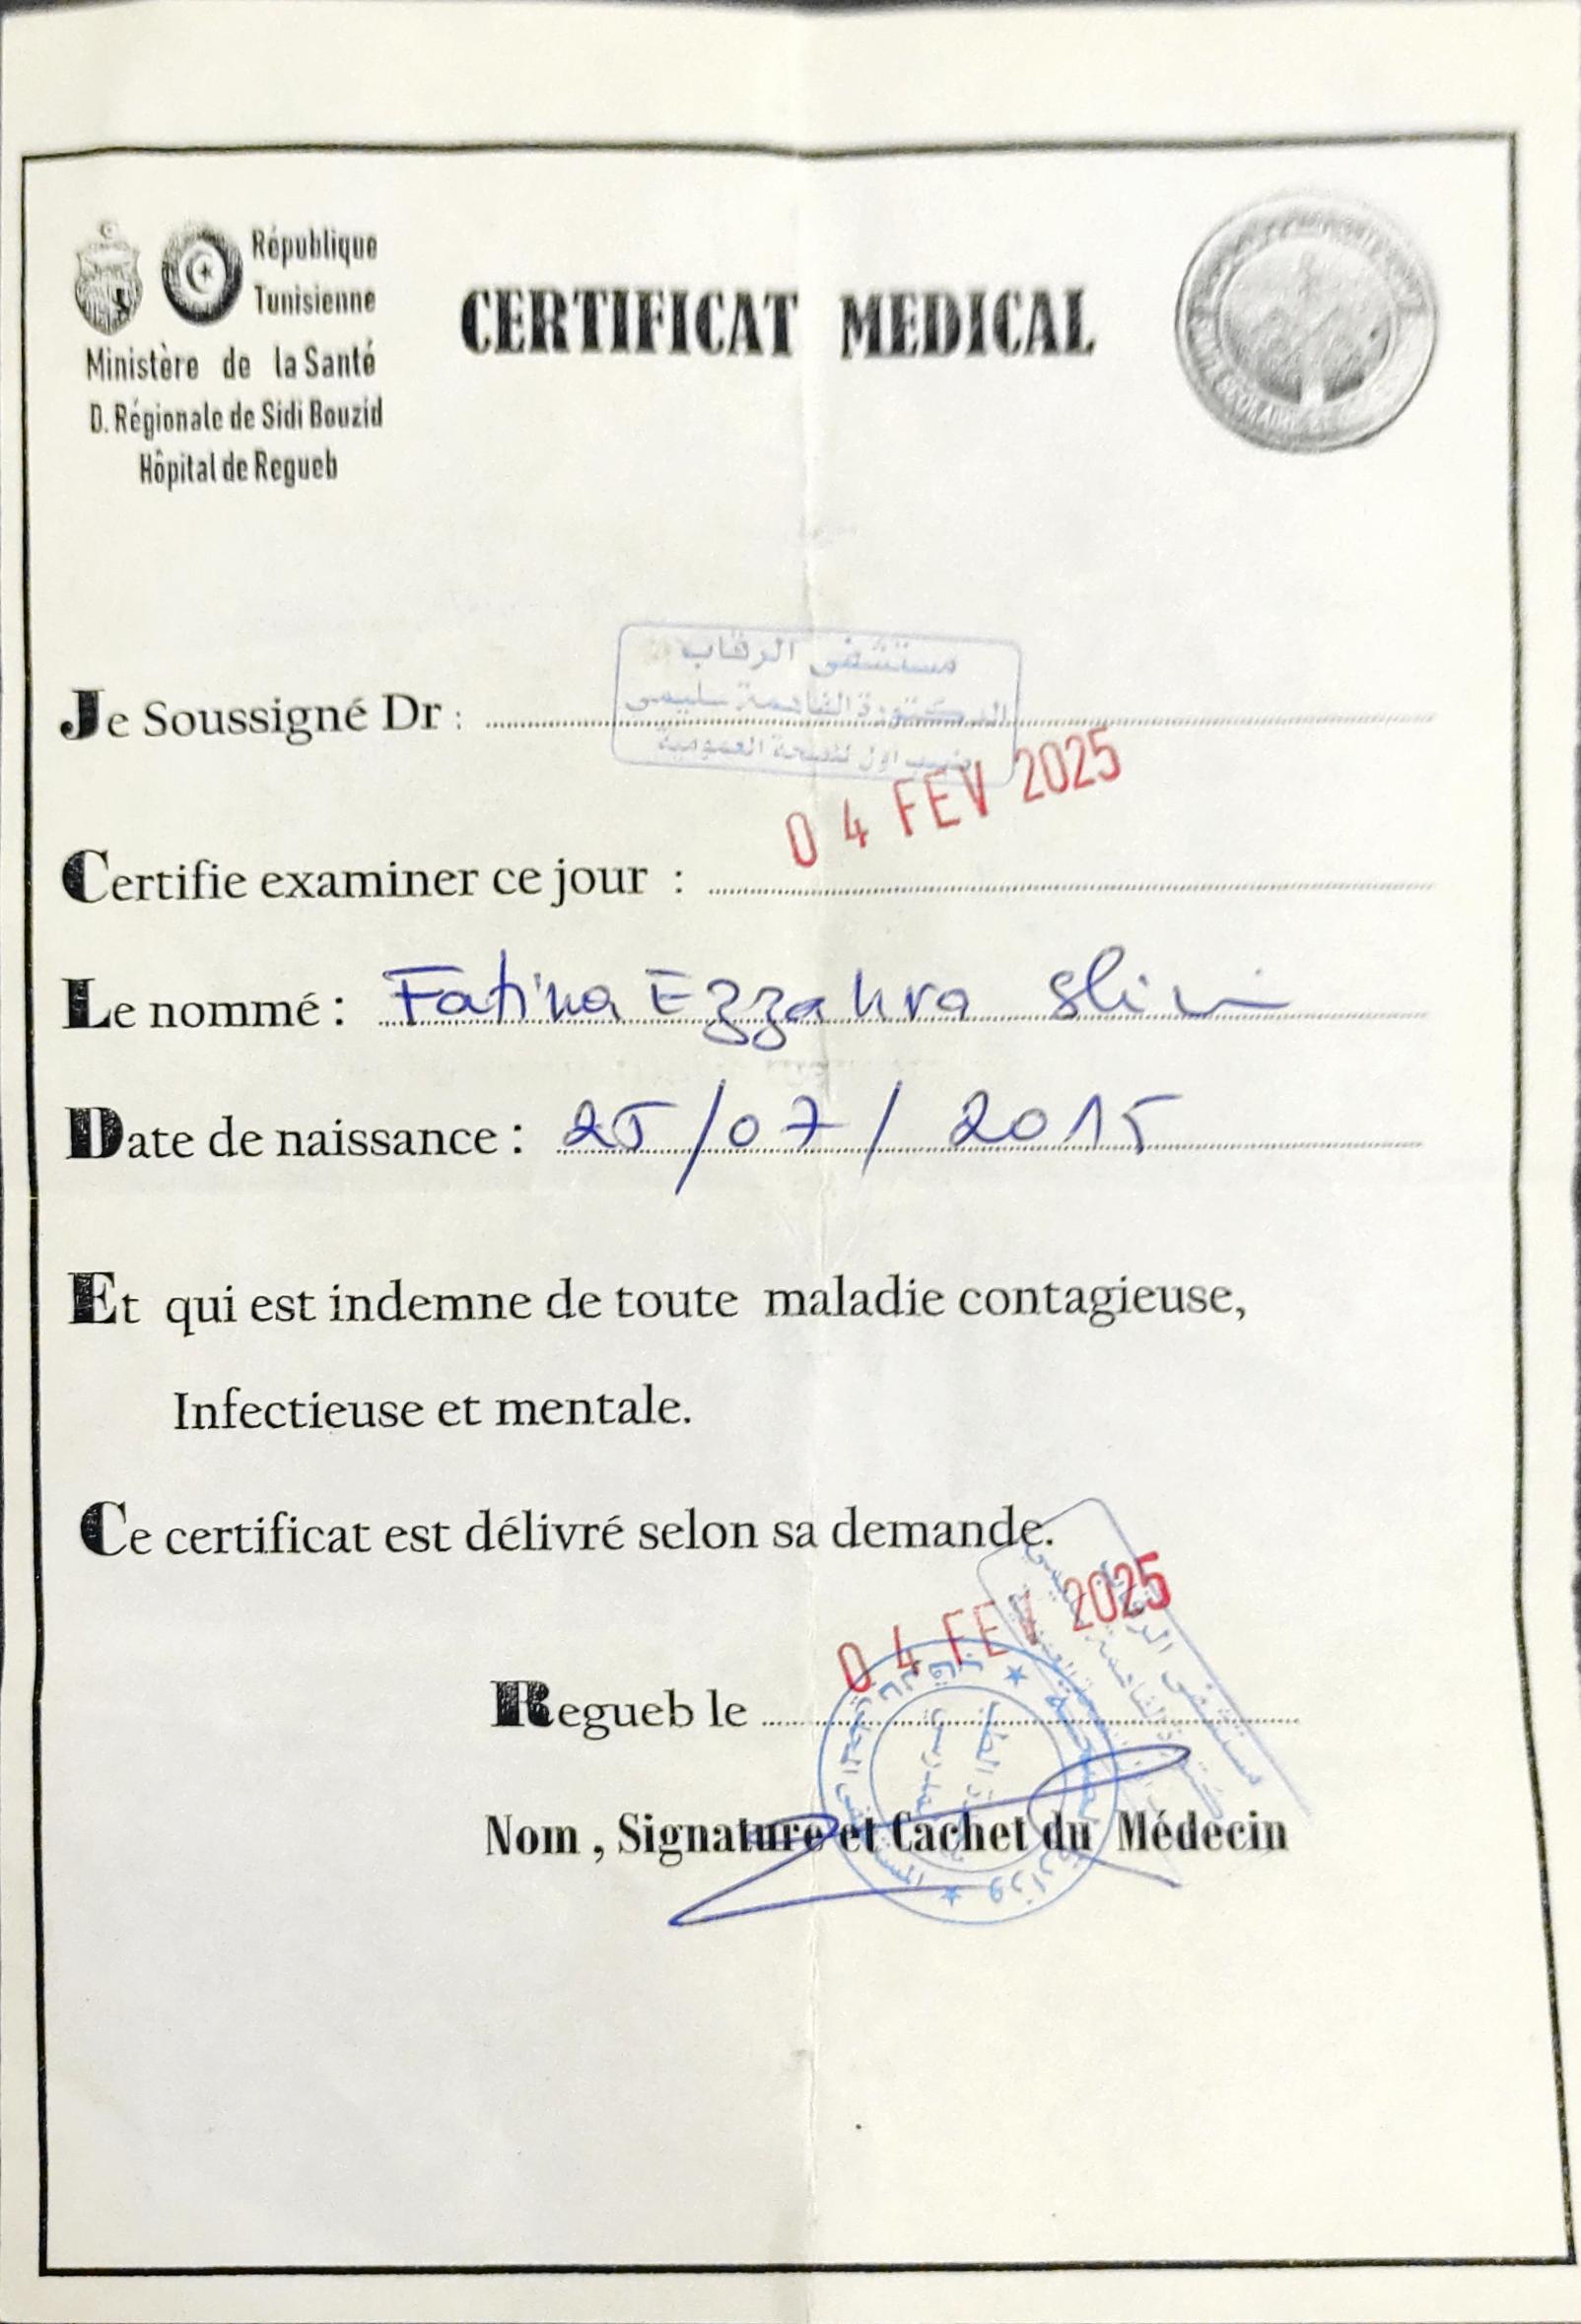 République
Tunisienne
Ministère de la Santé
D. Régionale de Sidi Bouzid
Hôpital de Regueb
CERTIFICAT MEDICAL
مستشفى الرقاب
Je Soussigné Dr :
04 FEV 2025
Certifie examiner ce jour :
Le nommé : Fatima Ezzahra
Date de naissance : 25/07/2015
Et qui est indemne de toute maladie contagieuse,
Infectieuse et mentale.
Ce certificat est délivré selon sa demande.
04 FEV 2025
Regueb le
Nom , Signature et Cachet du Médecin